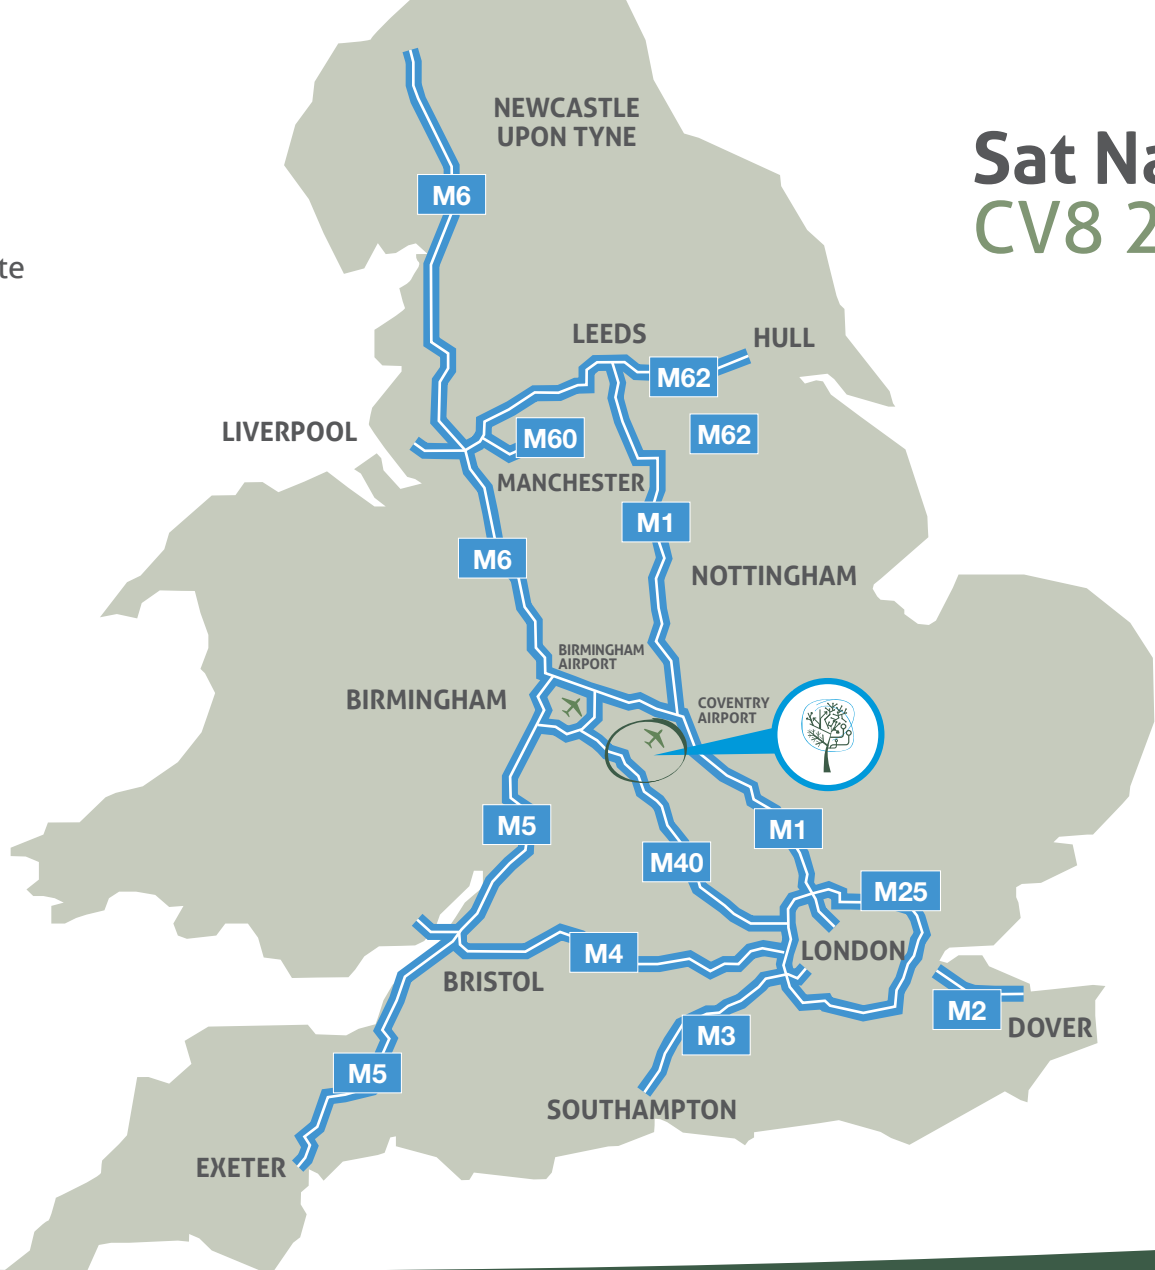 NEWCASTLE
UPON TYNE
Sat Na
CV8 2
M6
te
LEEDS
HULL
M62
LIVERPOOL
M60
M62
MANCHESTER
M1
M6
NOTTINGHAM
BIRMINGHAM
AIRPORT
BIRMINGHAM
COVENTRY
AIRPORT
M5
M1
M40
M25
LONDON
M4
BRISTOL
M2
DOVER
M3
M5
SOUTHAMPTON
EXETER